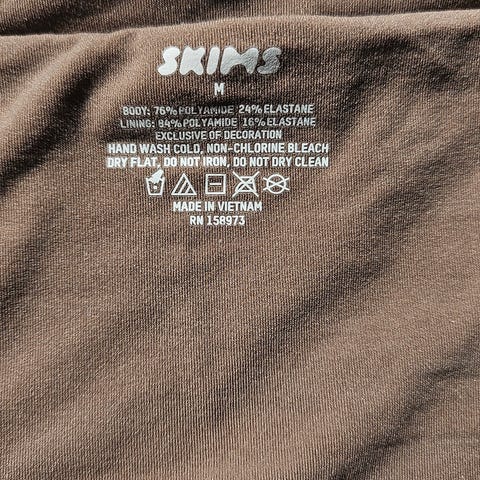 SKIMS
M
BODY: 76% POLYAMIDE 24% ELASTANE
LINING: 84% POLYAMIDE 16% ELASTANE
EXCLUSIVE OF DECORATION
HAND WASH COLD, NON-CHLORINE BLEACH
DRY FLAT, DO NOT IRON, DO NOT DRY CLEAN
MADE IN VIETNAM
RN 158973